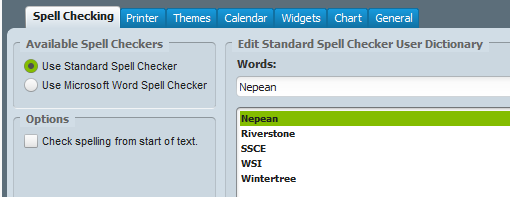 Spell Checking Printer Themes Calendar Widgets Chart General
Available Spell Checkers
Use Standard Spell Checker
Use Microsoft Word Spell Checker
Options
Check spelling from start of text.
Edit Standard Spell Checker User Dictionary
Words:
Nepean
Nepean
Riverstone
SSCE
WSI
Wintertree